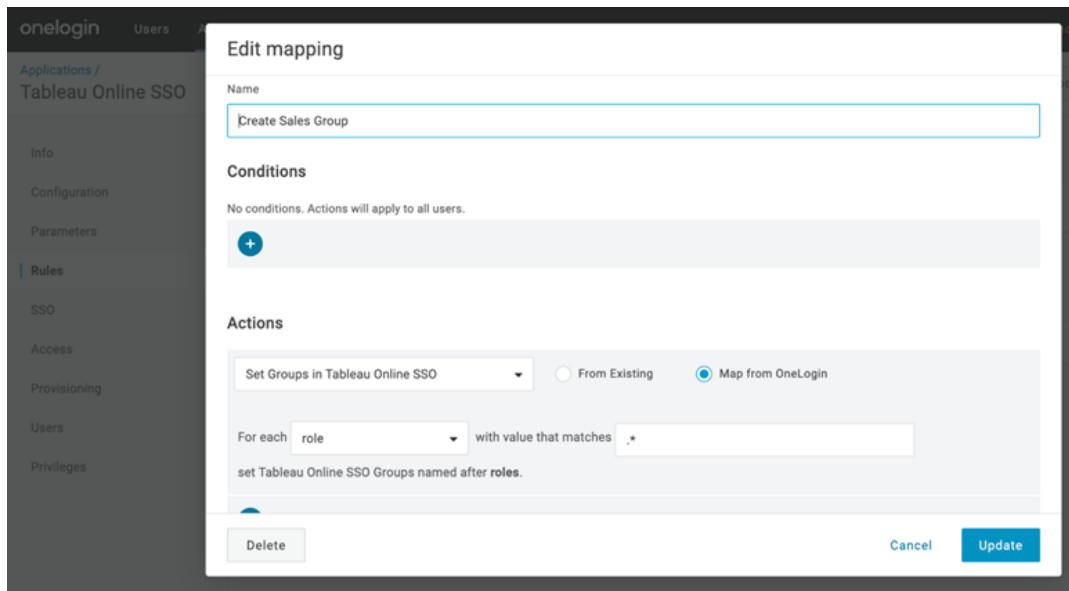 onelogin Users A
Applications /
Tableau Online SSO
Info
Configuration
Parameters
Rules
SSO
Access
Provisioning
Users
Privileges
Edit mapping
Name
Create Sales Group
Conditions
No conditions. Actions will apply to all users.
+
Actions
Set Groups in Tableau Online SSO From Existing Map from OneLogin
For each role with value that matches .*
set Tableau Online SSO Groups named after roles.
Delete Cancel Update